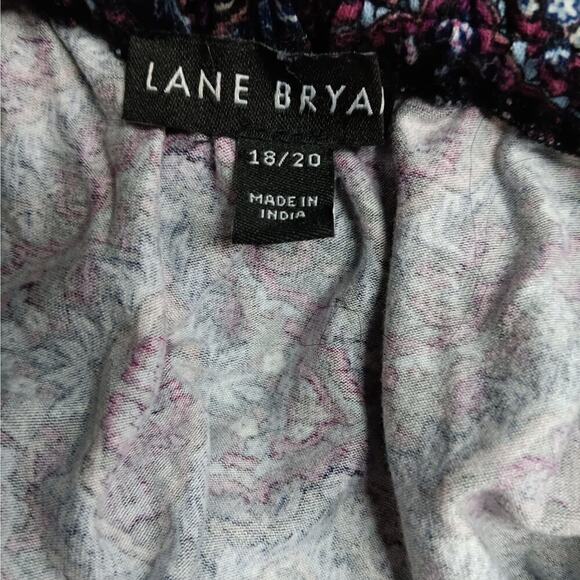 LANE BRYA
18/20
MADE IN
INDIA